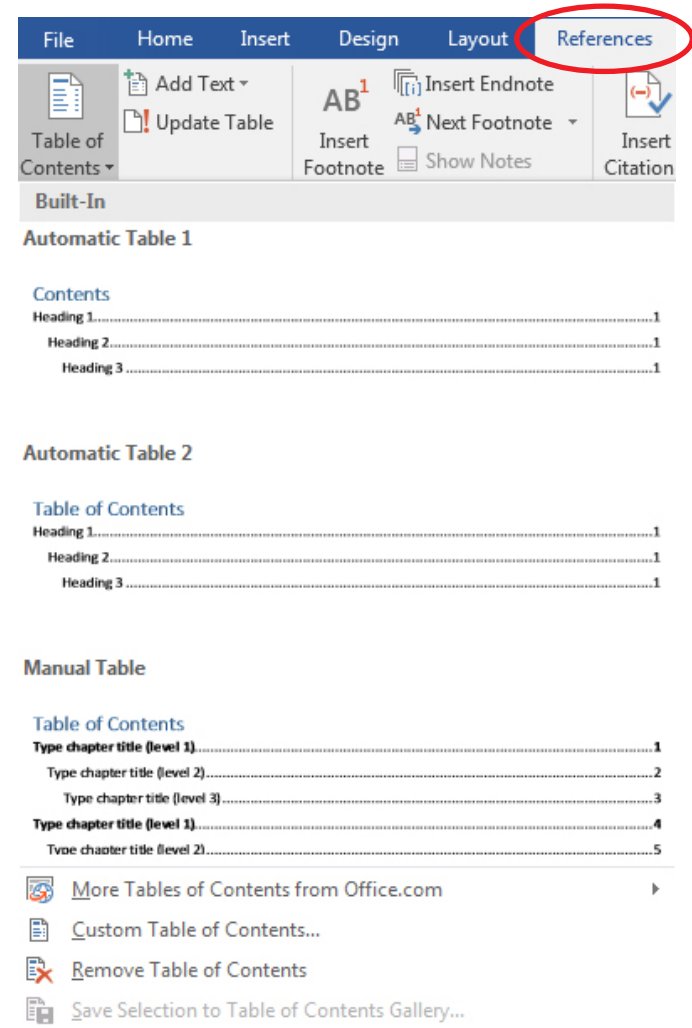 File Home Insert Design Layout References
Table of Contents
Add Text
Update Table
AB1 Insert Footnote
[i] Insert Endnote
AB1 Next Footnote
Show Notes
(-) Insert Citation
Built-In
Automatic Table 1
Contents
Heading 1........................................1
Heading 2........................................1
Heading 3........................................1
Automatic Table 2
Table of Contents
Heading 1........................................1
Heading 2........................................1
Heading 3........................................1
Manual Table
Table of Contents
Type chapter title (level 1)........................................1
Type chapter title (level 2)........................................2
Type chapter title (level 3)........................................3
Type chapter title (level 1)........................................4
Type chapter title (level 2)........................................5
More Tables of Contents from Office.com
Custom Table of Contents...
Remove Table of Contents
Save Selection to Table of Contents Gallery...